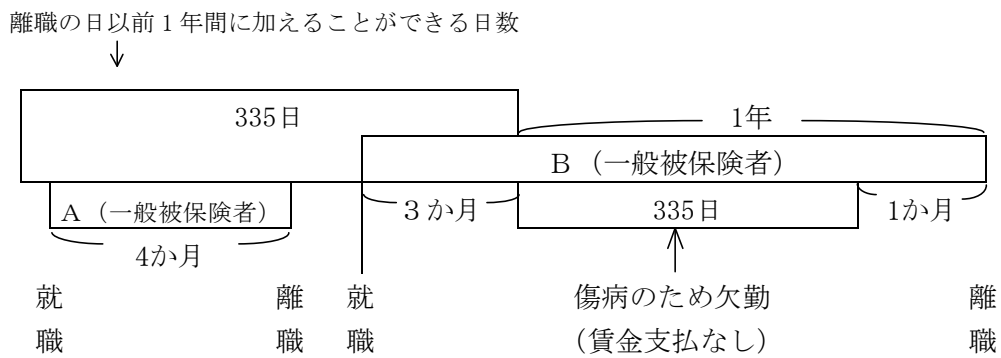 離職の日以前1年間に加えることができる日数
335日
1年
B (一般被保険者)
A (一般被保険者)
3か月
335日
1か月
4か月
就職
離職
就職
傷病のため欠勤
(賃金支払なし)
離職